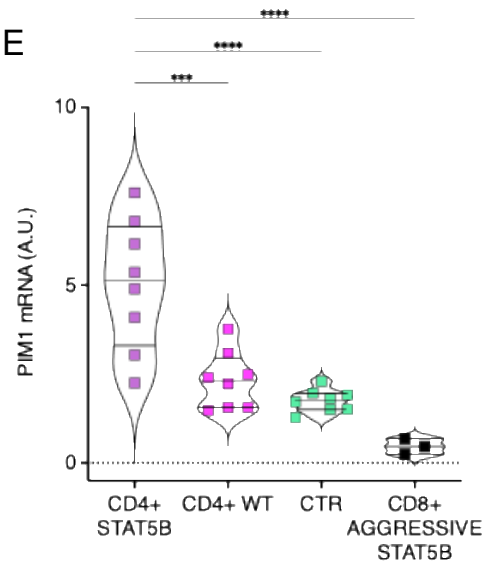 E
****
****
***
PIM1 mRNA (A.U.)
10
5
0
CD4+
STAT5B
CD4+ WT
CTR
CD8+
AGGRESSIVE
STAT5B